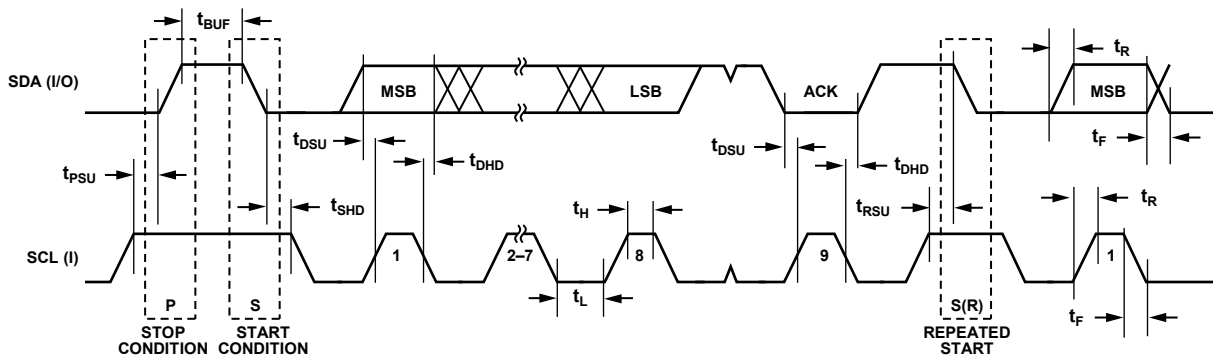 tBUF
tR
SDA (I/O)
MSB
LSB
ACK
MSB
tDSU
tDHD
tDSU
tDHD
tF
tPSU
tSHD
tH
tRSU
tR
SCL (I)
1
2–7
8
9
1
tL
tF
P
S
S(R)
STOP
CONDITION
START
CONDITION
REPEATED
START